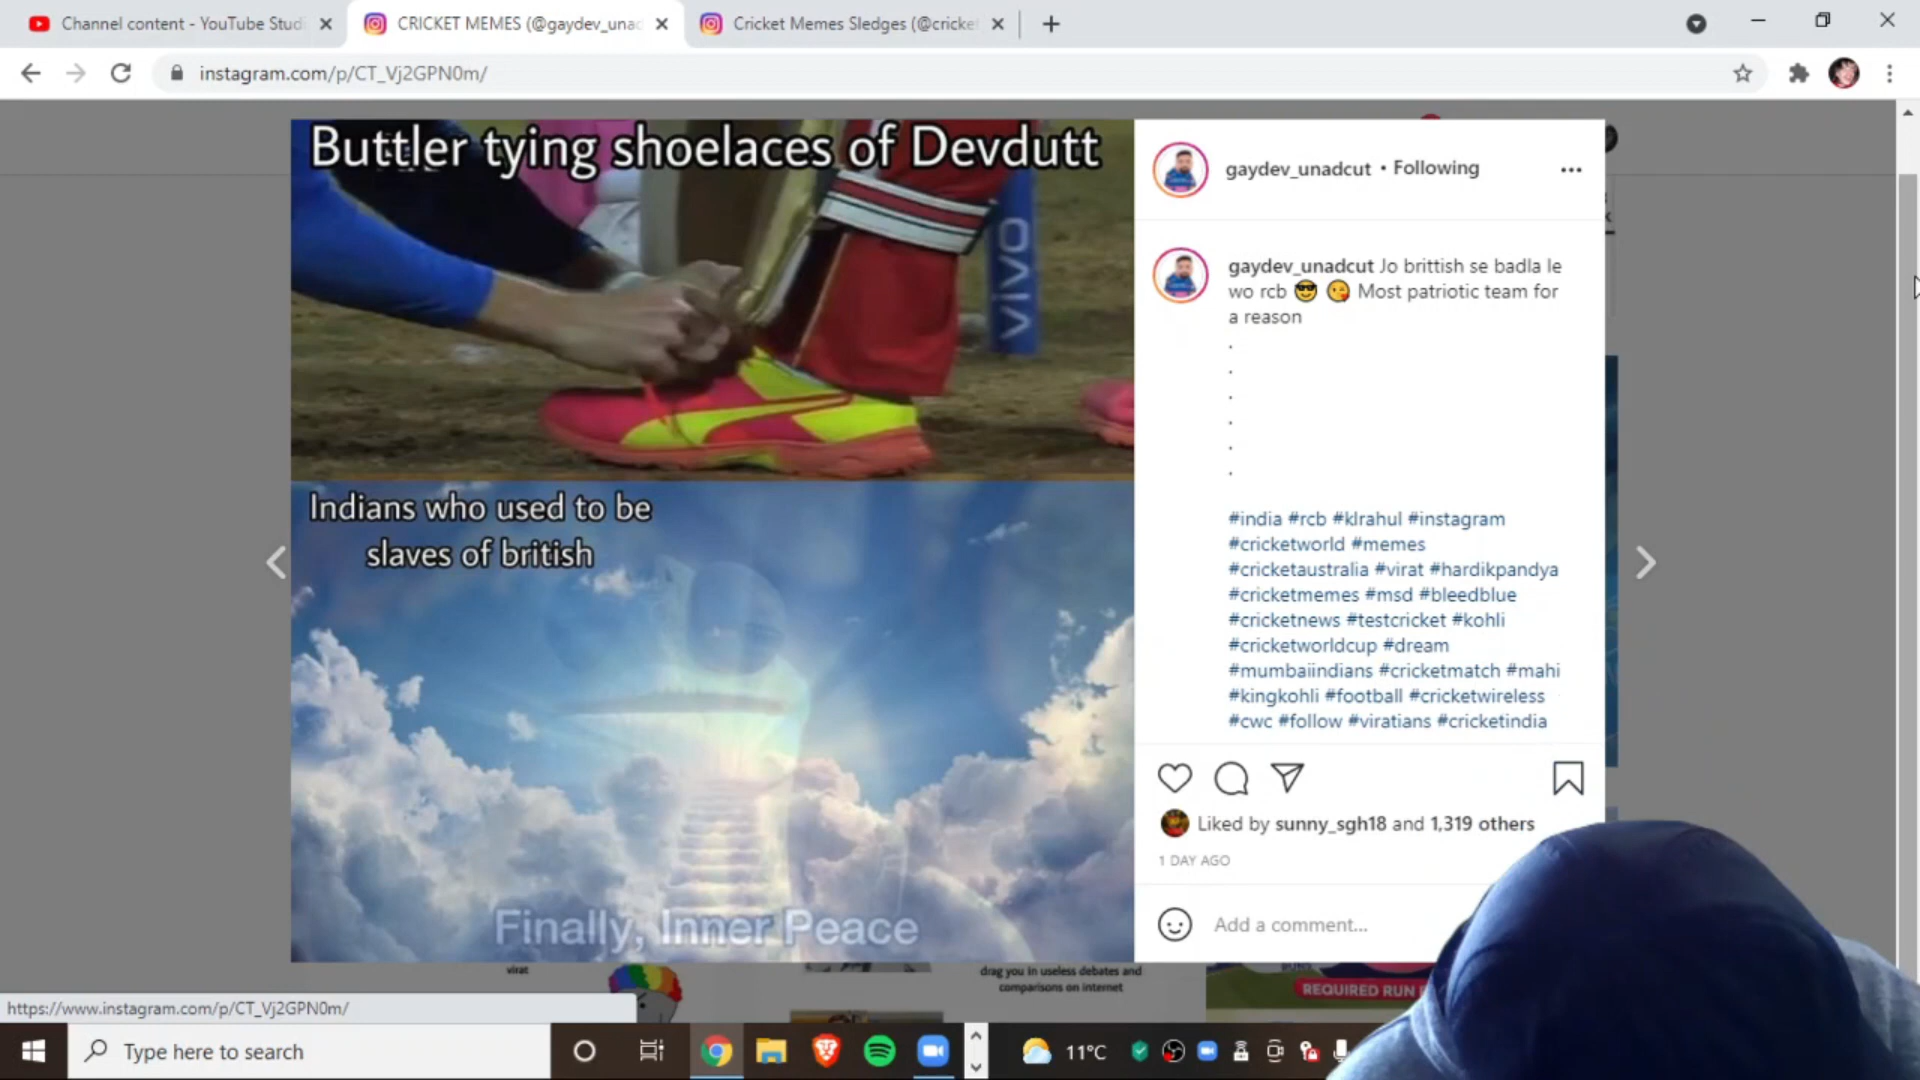 Channel content - YouTube Studi
CRICKET MEMES (@gaydev_unac
Cricket Memes Sledges (@cricket
instagram.com/p/CT_Vj2GPN0m/
Buttler tying shoelaces of Devdutt
vivo
Indians who used to be
slaves of british
Finally, Inner Peace
gaydev_unadcut • Following
gaydev_unadcut Jo brittish se badla le
wo rcb 😎 😘 Most patriotic team for
a reason
.
.
.
.
.
.
#india #rcb #klrahul #instagram
#cricketworld #memes
#cricketaustralia #virat #hardikpandya
#cricketmemes #msd #bleedblue
#cricketnews #testcricket #kohli
#cricketworldcup #dream
#mumbaiindians #cricketmatch #mahi
#kingkohli #football #cricketwireless
#cwc #follow #viratians #cricketindia
Liked by sunny_sgh18 and 1,319 others
1 DAY AGO
Add a comment...
virat
drag you in useless debates and
comparisons on internet
REQUIRED RUN
https://www.instagram.com/p/CT_Vj2GPN0m/
Type here to search
11°C